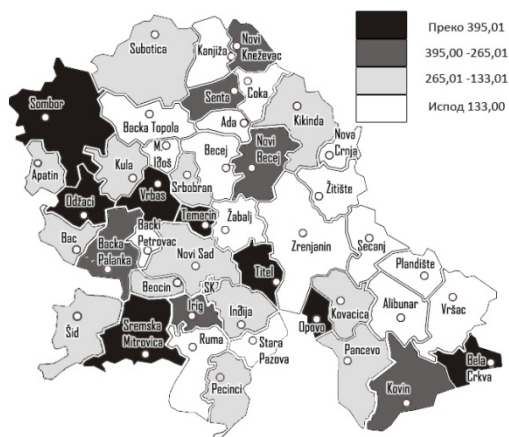 Преко 395,01
395,00 -265,01
265,01 -133,01
Испод 133,00
Subotica
Kanjiža
Novi
Kneževac
Sombor
Senta
Coka
Backa Topola
Ada
Kikinda
Nova
Crnja
M.
Iđoš
Becej
Novi
Becej
Apatin
Kula
Vrbas
Srbobran
Žitište
Odžaci
Temerin
Žabalj
Backi
Petrovac
Bac
Backa
Palanka
Novi Sad
Zrenjanin
Secanj
Titel
Plandište
Beocin
SK
Irig
Inđija
Opovo
Kovacica
Alibunar
Vršac
Šid
Sremska
Mitrovica
Ruma
Stara
Pazova
Pancevo
Bela
Crkva
Pecinci
Kovin